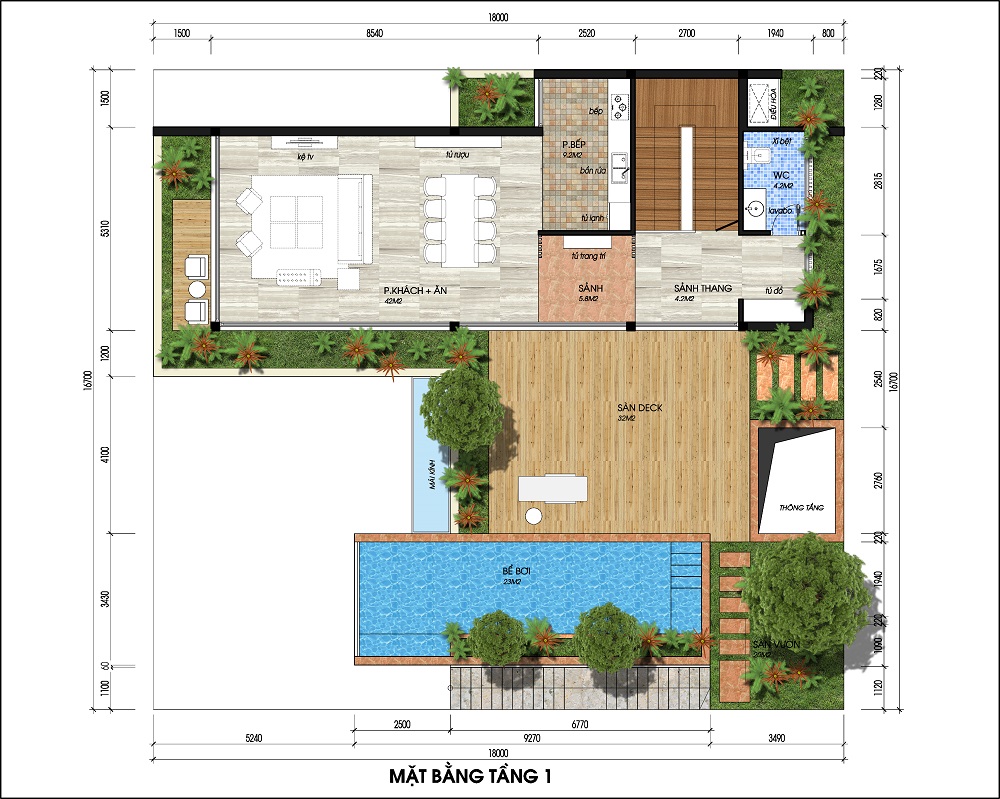 18000
1500
8540
2520
2700
1940
800
220
1280
2815
1675
820
2640
2760
220
1940
220
1090
1120
16700
1500
5310
1200
4100
3430
60
1100
16700
bếp
ĐIỀU HÒA
P.BẾP
9.2M2
xí bệt
kệ tv
tủ rượu
bồn rửa
WC
4.2M2
lavabo
tủ lạnh
tủ trang trí
P.KHÁCH + ĂN
42M2
SẢNH
5.8M2
SẢNH THANG
4.2M2
tủ đồ
SÀN DECK
32M2
MÁI KÍNH
THÔNG TẦNG
BỂ BƠI
23M2
SÂN VƯỜN
2500
6770
5240
9270
3490
18000
MẶT BẰNG TẦNG 1